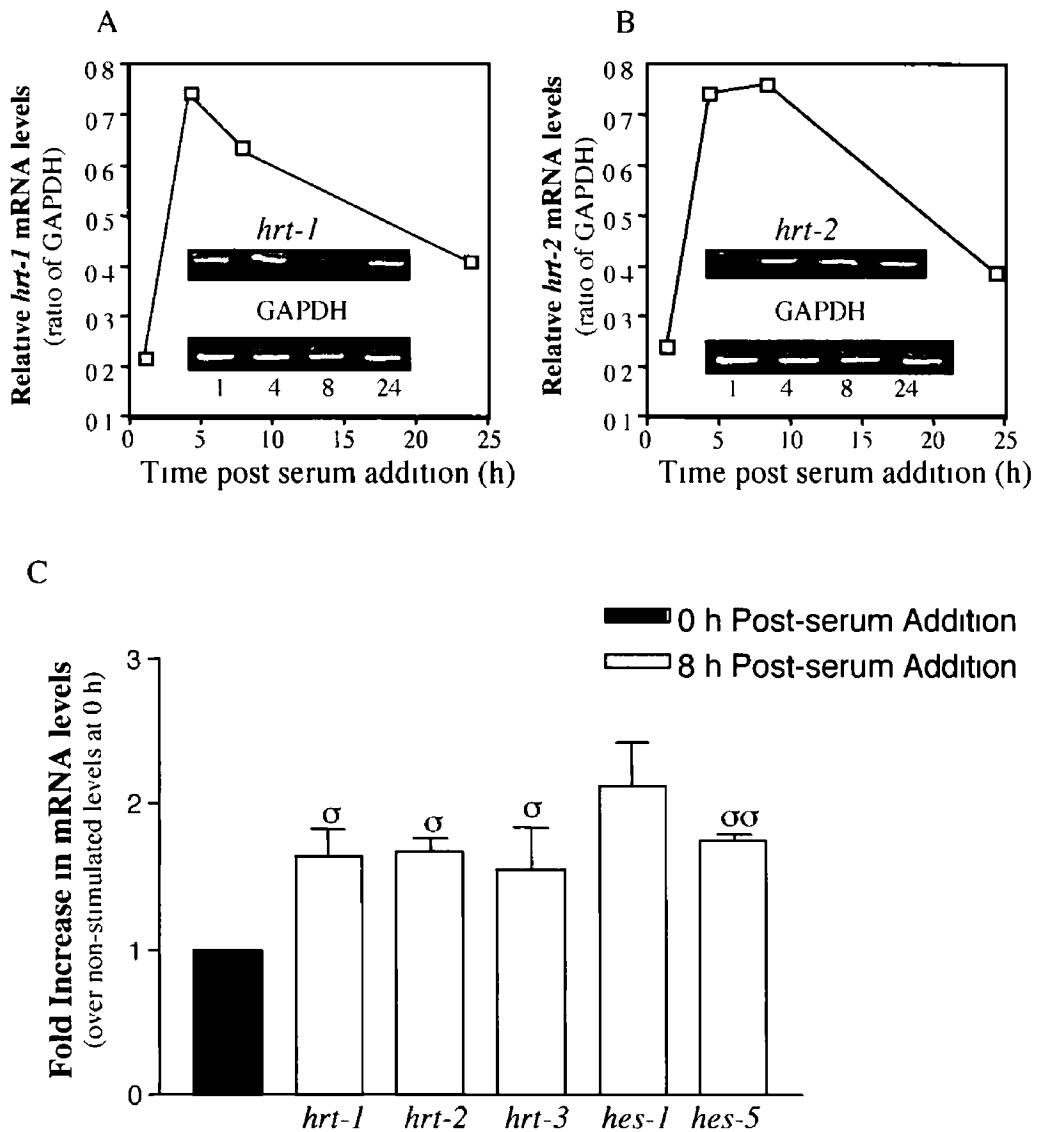 A
Relative hrt-1 mRNA levels
(ratio of GAPDH)
0 8
0 7
0 6
0 5
0 4
0 3
0 2
0 1
hrt-1
GAPDH
1 4 8 24
0 5 10 15 20 25
Time post serum addition (h)
B
Relative hrt-2 mRNA levels
(ratio of GAPDH)
0 8
0 7
0 6
0 5
0 4
0 3
0 2
0 1
hrt-2
GAPDH
1 4 8 24
0 5 10 15 20 25
Time post serum addition (h)
C
0 h Post-serum Addition
8 h Post-serum Addition
Fold Increase in mRNA levels
(over non-stimulated levels at 0 h)
3
2
1
0
σ σ σ σσ
hrt-1 hrt-2 hrt-3 hes-1 hes-5